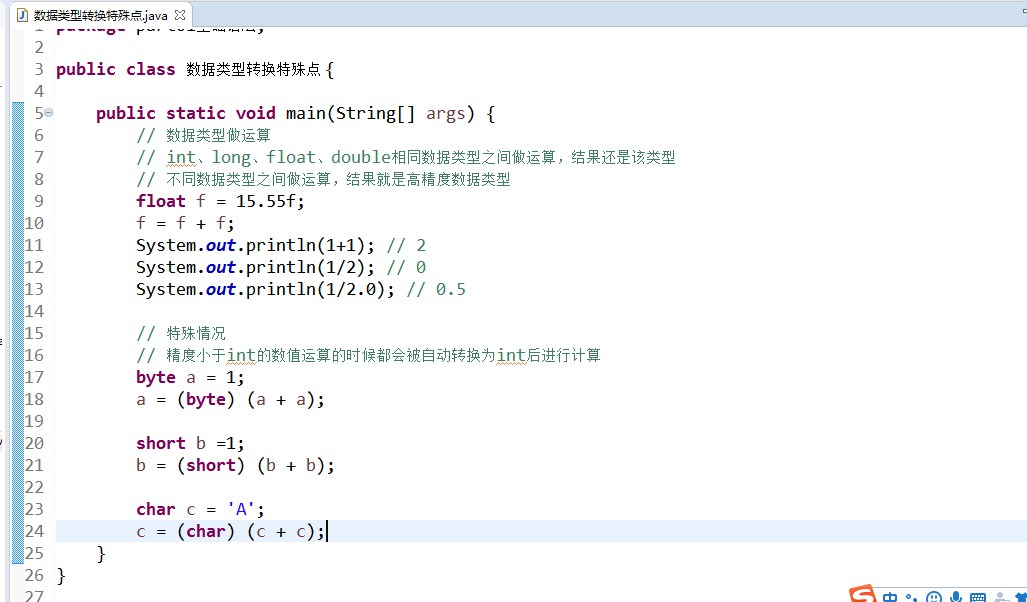 数据类型转换特殊点.java
2
3 public class 数据类型转换特殊点 {
4
5 public static void main(String[] args) {
6 // 数据类型做运算
7 // int、long、float、double相同数据类型之间做运算，结果还是该类型
8 // 不同数据类型之间做运算，结果就是高精度数据类型
9 float f = 15.55f;
10 f = f + f;
11 System.out.println(1+1); // 2
12 System.out.println(1/2); // 0
13 System.out.println(1/2.0); // 0.5
14
15 // 特殊情况
16 // 精度小于int的数值运算的时候都会被自动转换为int后进行计算
17 byte a = 1;
18 a = (byte) (a + a);
19
20 short b =1;
21 b = (short) (b + b);
22
23 char c = 'A';
24 c = (char) (c + c);
25 }
26 }
27
中